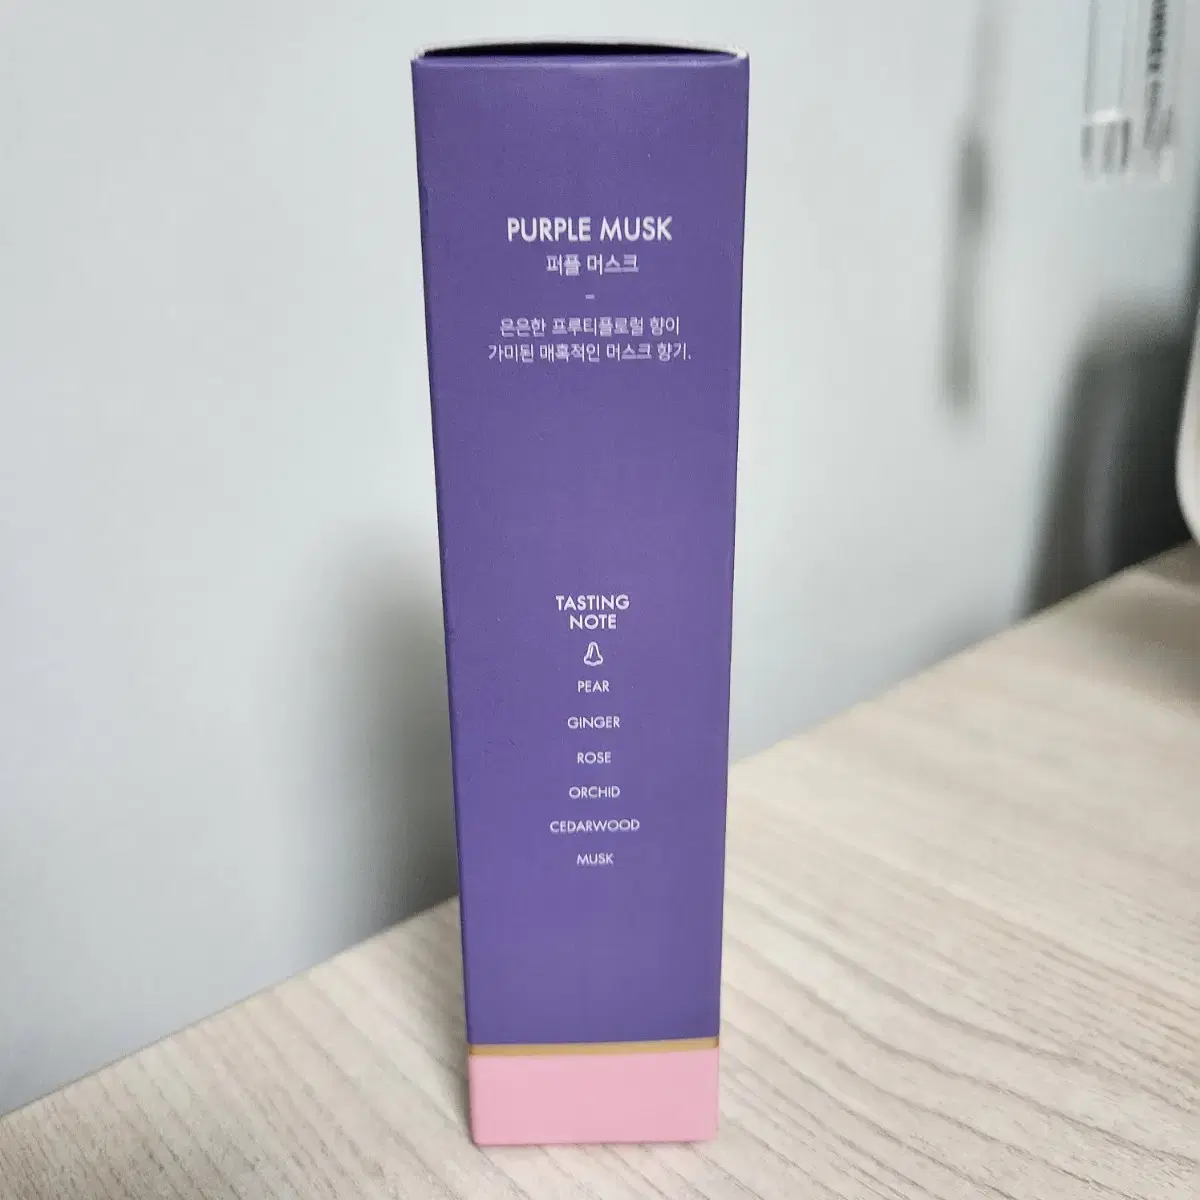 PURPLE MUSK
퍼플 머스크
-
은은한 프루티플로럴 향이
가미된 매혹적인 머스크 향기.
TASTING
NOTE
PEAR
GINGER
ROSE
ORCHID
CEDARWOOD
MUSK